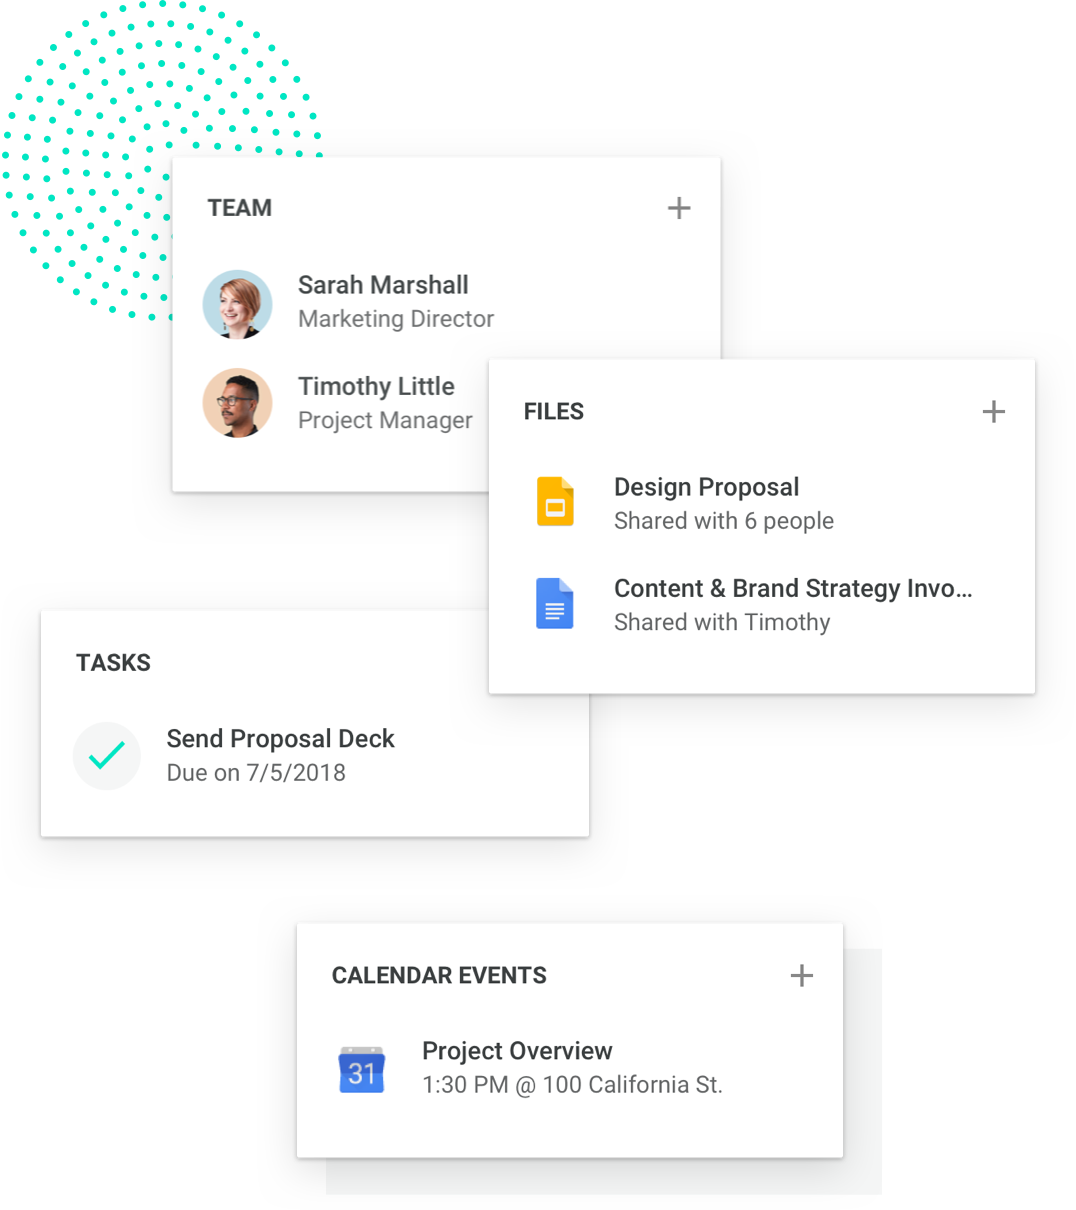 TEAM
Sarah Marshall
Marketing Director
Timothy Little
Project Manager
FILES
Design Proposal
Shared with 6 people
Content & Brand Strategy Invo...
Shared with Timothy
TASKS
Send Proposal Deck
Due on 7/5/2018
CALENDAR EVENTS
31
Project Overview
1:30 PM @ 100 California St.